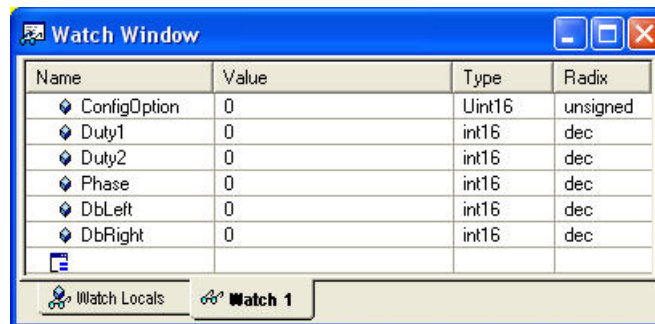 Watch Window
Name Value Type Radix
ConfigOption 0 Uint16 unsigned
Duty1 0 int16 dec
Duty2 0 int16 dec
Phase 0 int16 dec
DbLeft 0 int16 dec
DbRight 0 int16 dec
Watch Locals Watch 1